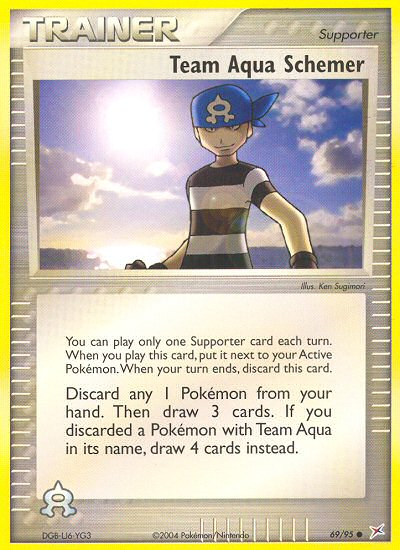 TRAINER
Supporter
Team Aqua Schemer
Illus. Ken Sugimori
You can play only one Supporter card each turn.
When you play this card, put it next to your Active
Pokémon. When your turn ends, discard this card.
Discard any 1 Pokémon from your
hand. Then draw 3 cards. If you
discarded a Pokémon with Team Aqua
in its name, draw 4 cards instead.
DGB-LJ6-YG3
©2004 Pokémon/Nintendo
69/95